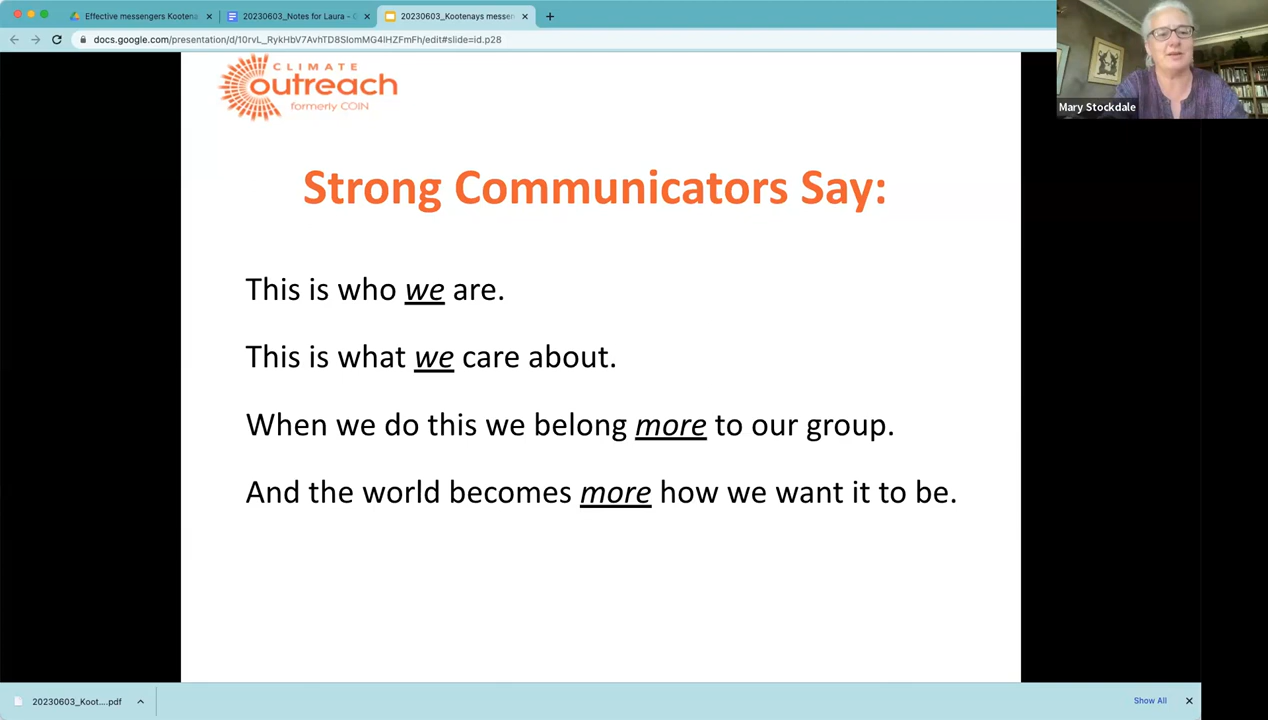 Effective messengers Kootena
20230603_Notes for Laura - G
20230603_Kootenays messen
docs.google.com/presentation/d/10rvL_RykHbV7AvhTD8SIomMG4lHZFmFh/edit#slide=id.p28
Mary Stockdale
CLIMATE
outreach
formerly COIN
Strong Communicators Say:
This is who we are.
This is what we care about.
When we do this we belong more to our group.
And the world becomes more how we want it to be.
20230603_Koot....pdf
Show All